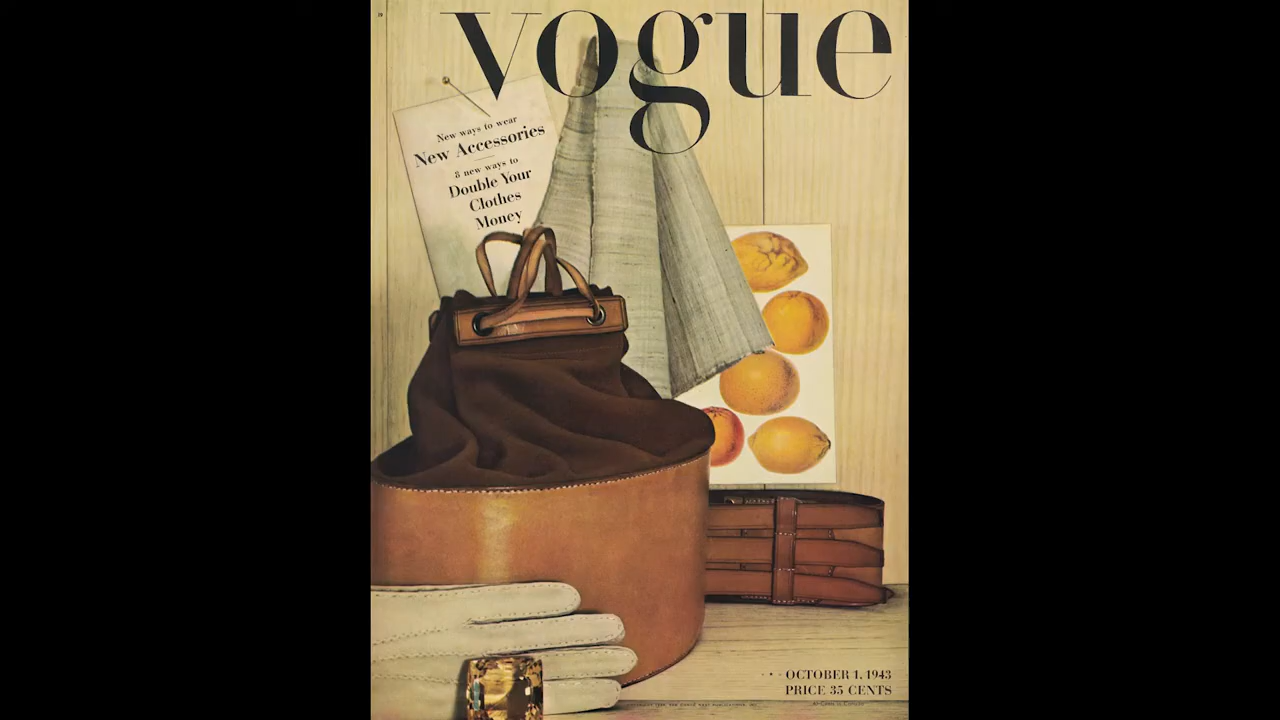 vogue
New ways to wear
New Accessories
8 new ways to
Double Your
Clothes
Money
OCTOBER 1, 1943
PRICE 35 CENTS